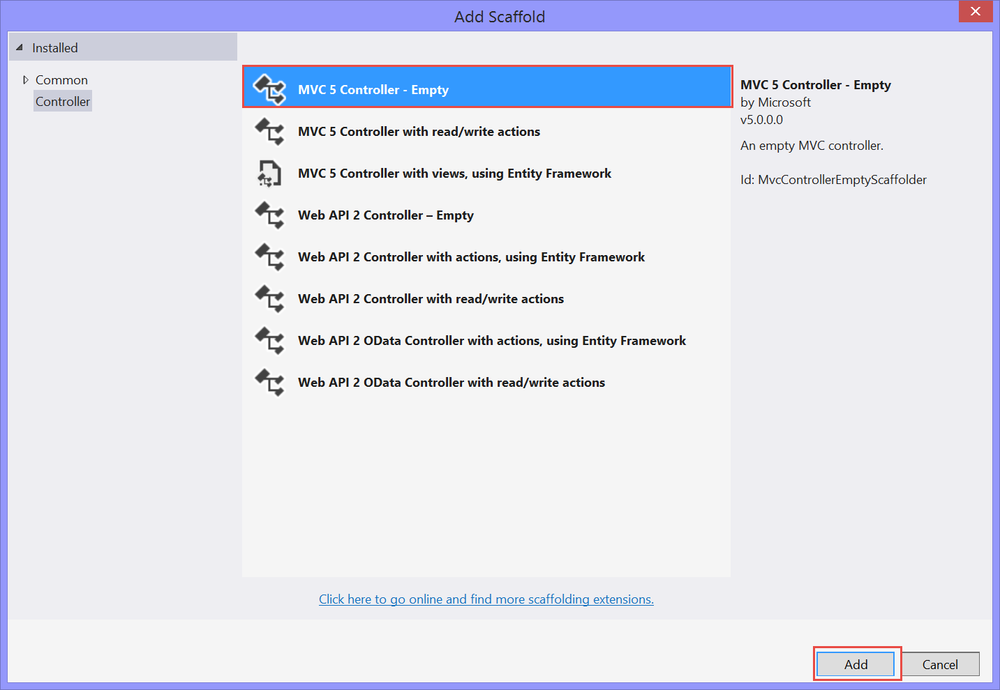 Add Scaffold
Installed
Common
Controller
MVC 5 Controller - Empty
MVC 5 Controller with read/write actions
MVC 5 Controller with views, using Entity Framework
Web API 2 Controller – Empty
Web API 2 Controller with actions, using Entity Framework
Web API 2 Controller with read/write actions
Web API 2 OData Controller with actions, using Entity Framework
Web API 2 OData Controller with read/write actions
Click here to go online and find more scaffolding extensions.
MVC 5 Controller - Empty
by Microsoft
v5.0.0.0
An empty MVC controller.
Id: MvcControllerEmptyScaffolder
Add
Cancel